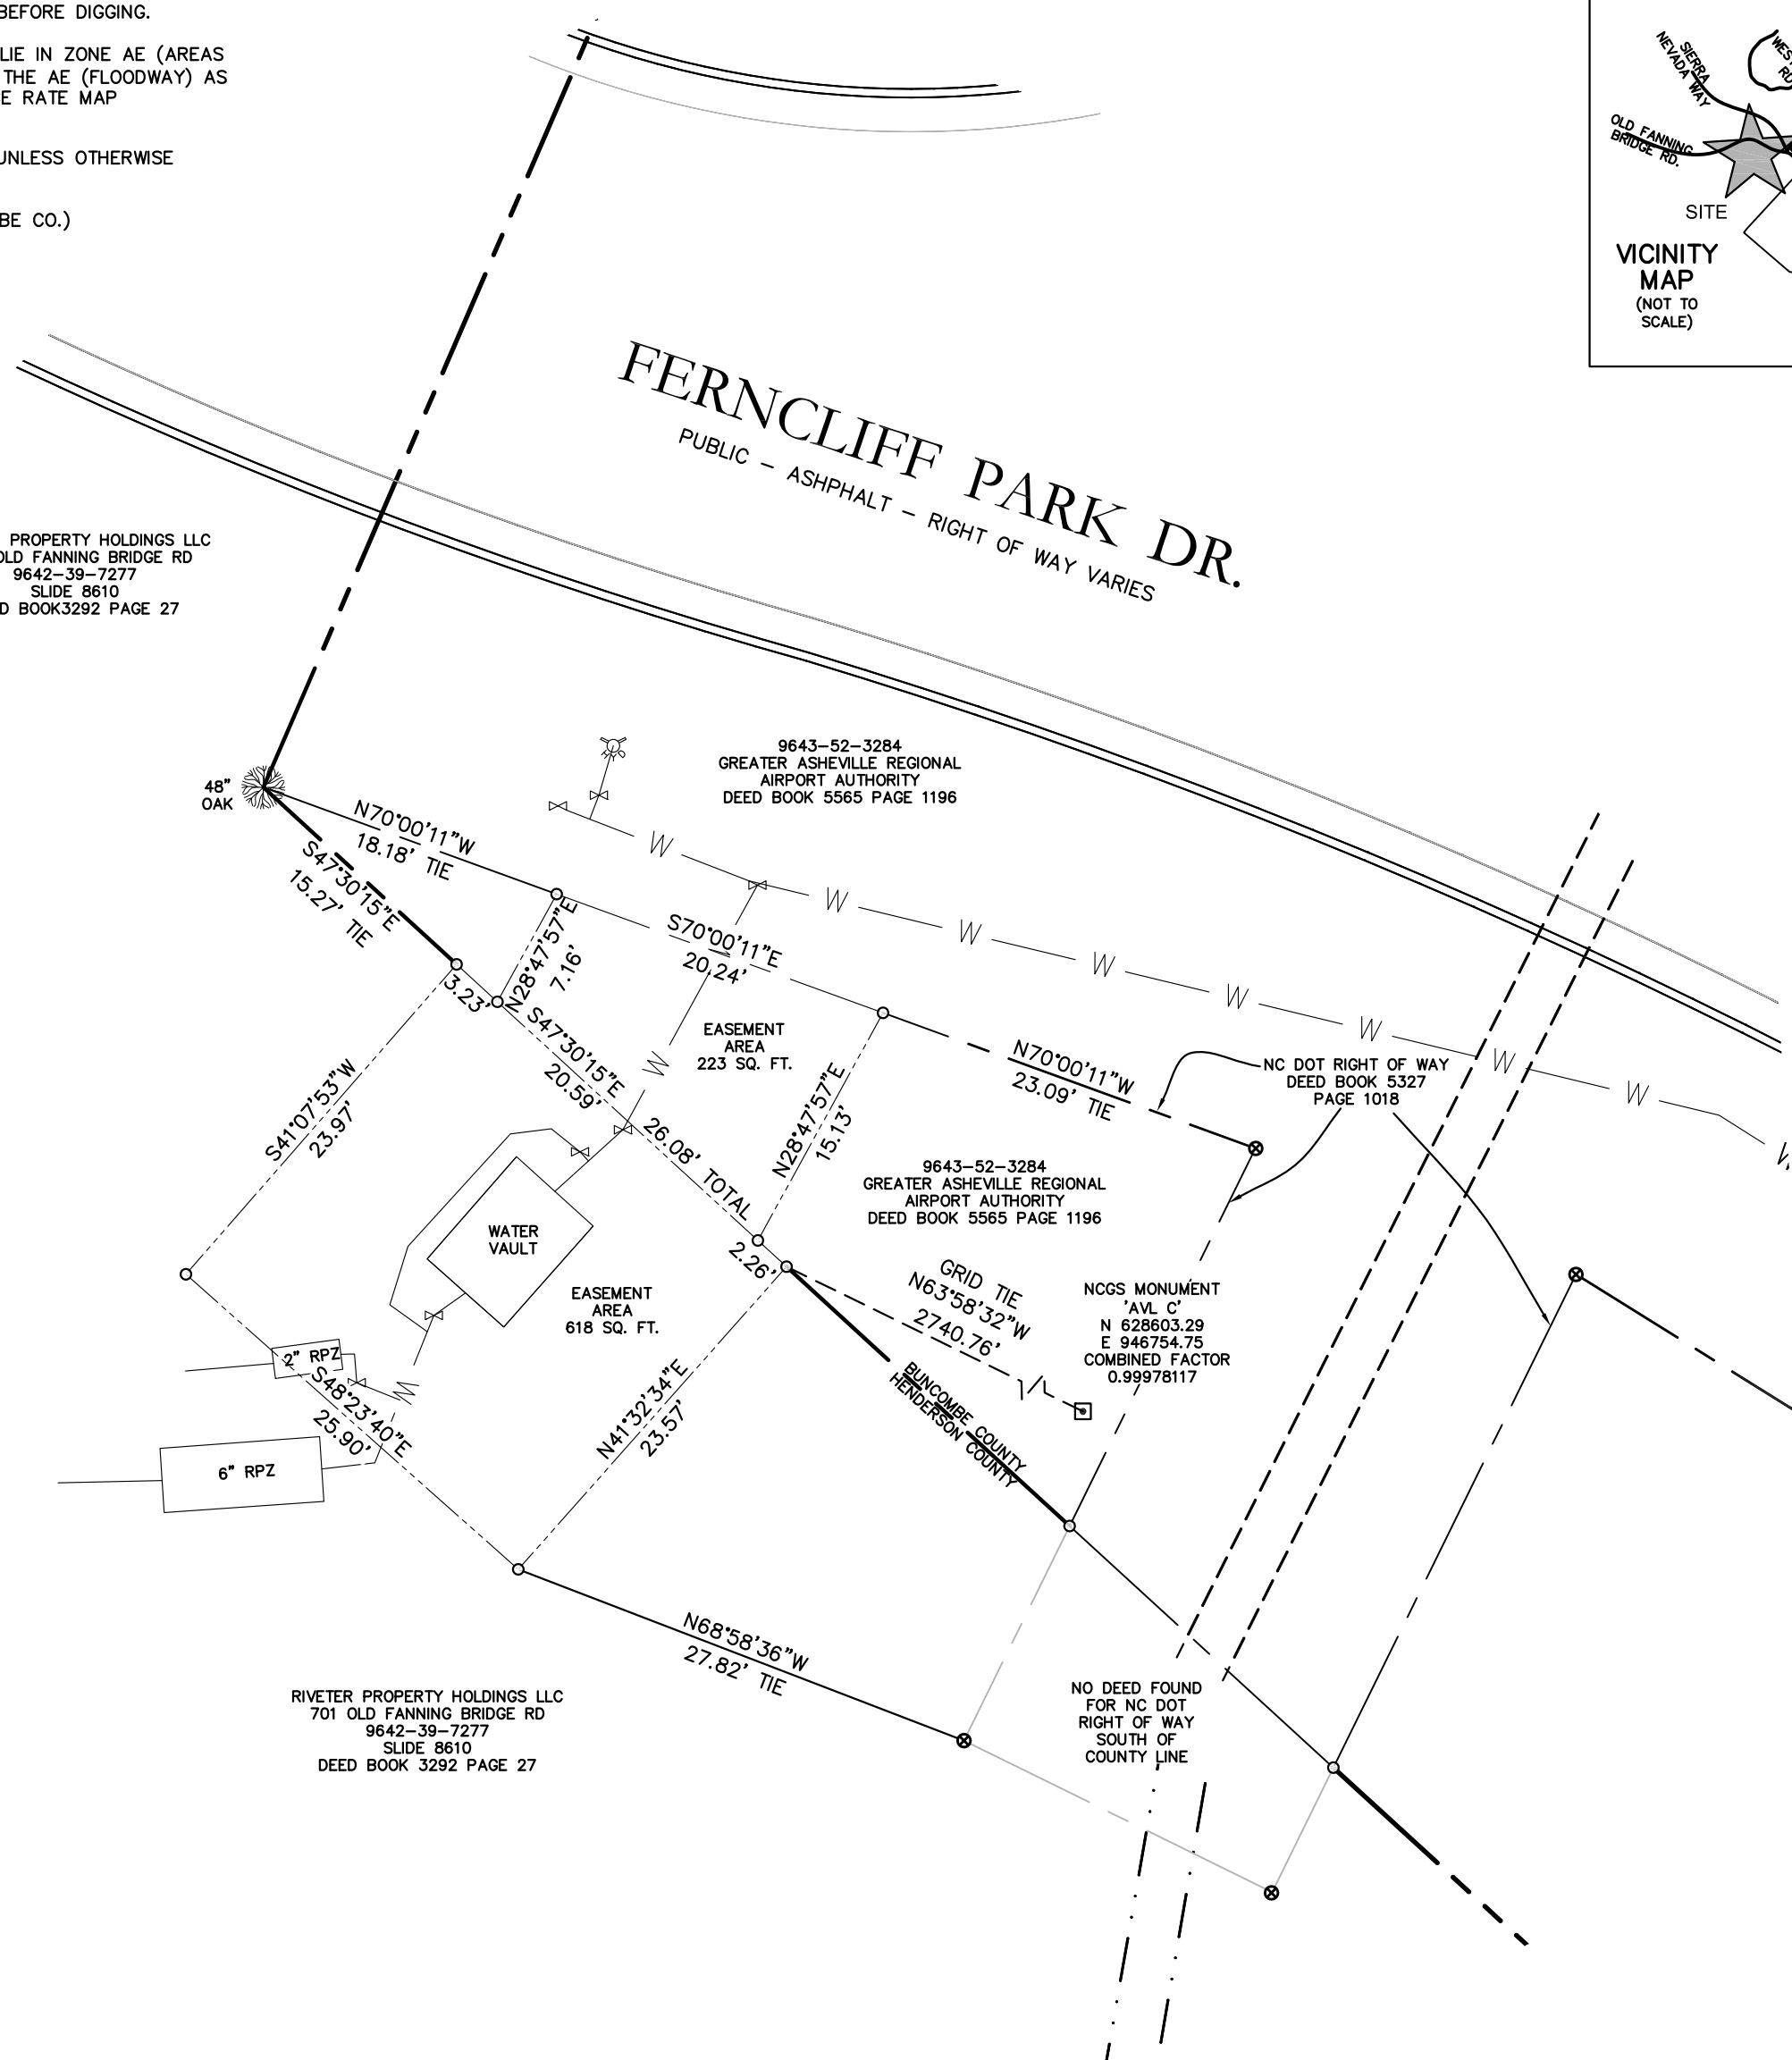 BEFORE DIGGING.
LIE IN ZONE AE (AREAS
THE AE (FLOODWAY) AS
E RATE MAP
UNLESS OTHERWISE
BE CO.)
SIERRA
NEVADA WAY
WES
RD
OLD FANNING
BRIDGE RD.
SITE
VICINITY
MAP
(NOT TO
SCALE)
FERNCLIFF PARK DR.
PUBLIC – ASHPHALT – RIGHT OF WAY VARIES
PROPERTY HOLDINGS LLC
OLD FANNING BRIDGE RD
9642–39–7277
SLIDE 8610
D BOOK3292 PAGE 27
9643–52–3284
GREATER ASHEVILLE REGIONAL
AIRPORT AUTHORITY
DEED BOOK 5565 PAGE 1196
48"
OAK
N70°00'11"W
18.18' TIE
S47°30'15"E
15.27' TIE
W
W
W
W
W
W
W
W
W
N28°47'57"E
7.16'
S70°00'11"E
20.24'
3.23'
S47°30'15"E
20.59'
W
EASEMENT
AREA
223 SQ. FT.
26.08' TOTAL
N28°47'57"E
15.13'
N70°00'11"W
23.09' TIE
NC DOT RIGHT OF WAY
DEED BOOK 5327
PAGE 1018
S41°07'53"W
23.97'
9643–52–3284
GREATER ASHEVILLE REGIONAL
AIRPORT AUTHORITY
DEED BOOK 5565 PAGE 1196
WATER
VAULT
2.26'
EASEMENT
AREA
618 SQ. FT.
GRID TIE
N63°58'32"W
2740.76'
NCGS MONUMENT
'AVL C'
N 628603.29
E 946754.75
COMBINED FACTOR
0.99978117
2" RPZ
W
S48°23'40"E
25.90'
6" RPZ
N41°32'34"E
23.57'
BUNCOMBE COUNTY
HENDERSON COUNTY
N68°58'36"W
27.82' TIE
NO DEED FOUND
FOR NC DOT
RIGHT OF WAY
SOUTH OF
COUNTY LINE
RIVETER PROPERTY HOLDINGS LLC
701 OLD FANNING BRIDGE RD
9642–39–7277
SLIDE 8610
DEED BOOK 3292 PAGE 27